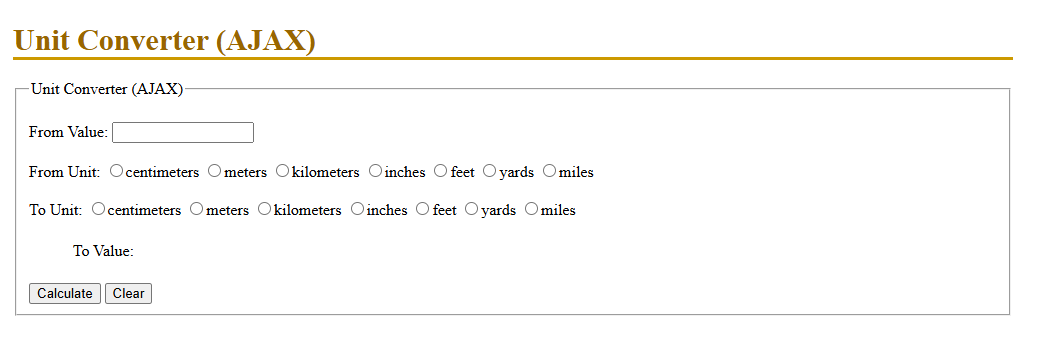 Unit Converter (AJAX)
Unit Converter (AJAX)
From Value:
From Unit: centimeters meters kilometers inches feet yards miles
To Unit: centimeters meters kilometers inches feet yards miles
To Value:
Calculate Clear